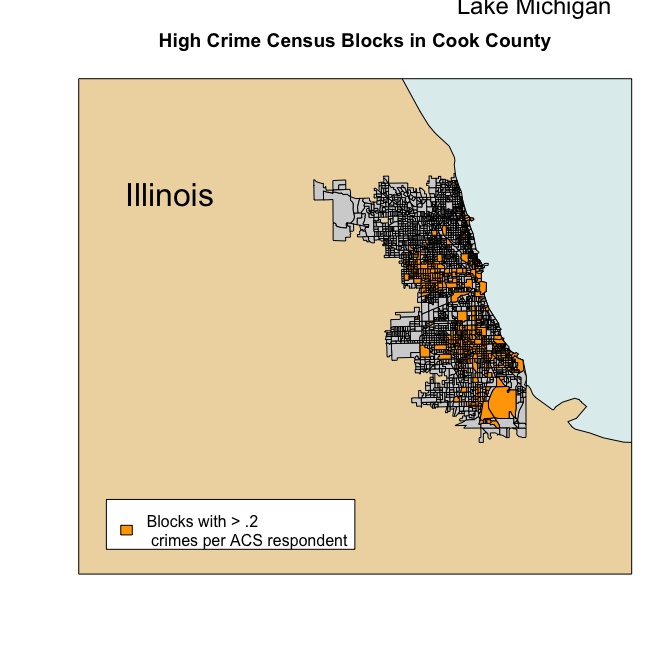 Lake Michigan
High Crime Census Blocks in Cook County
Illinois
Blocks with > .2
crimes per ACS respondent